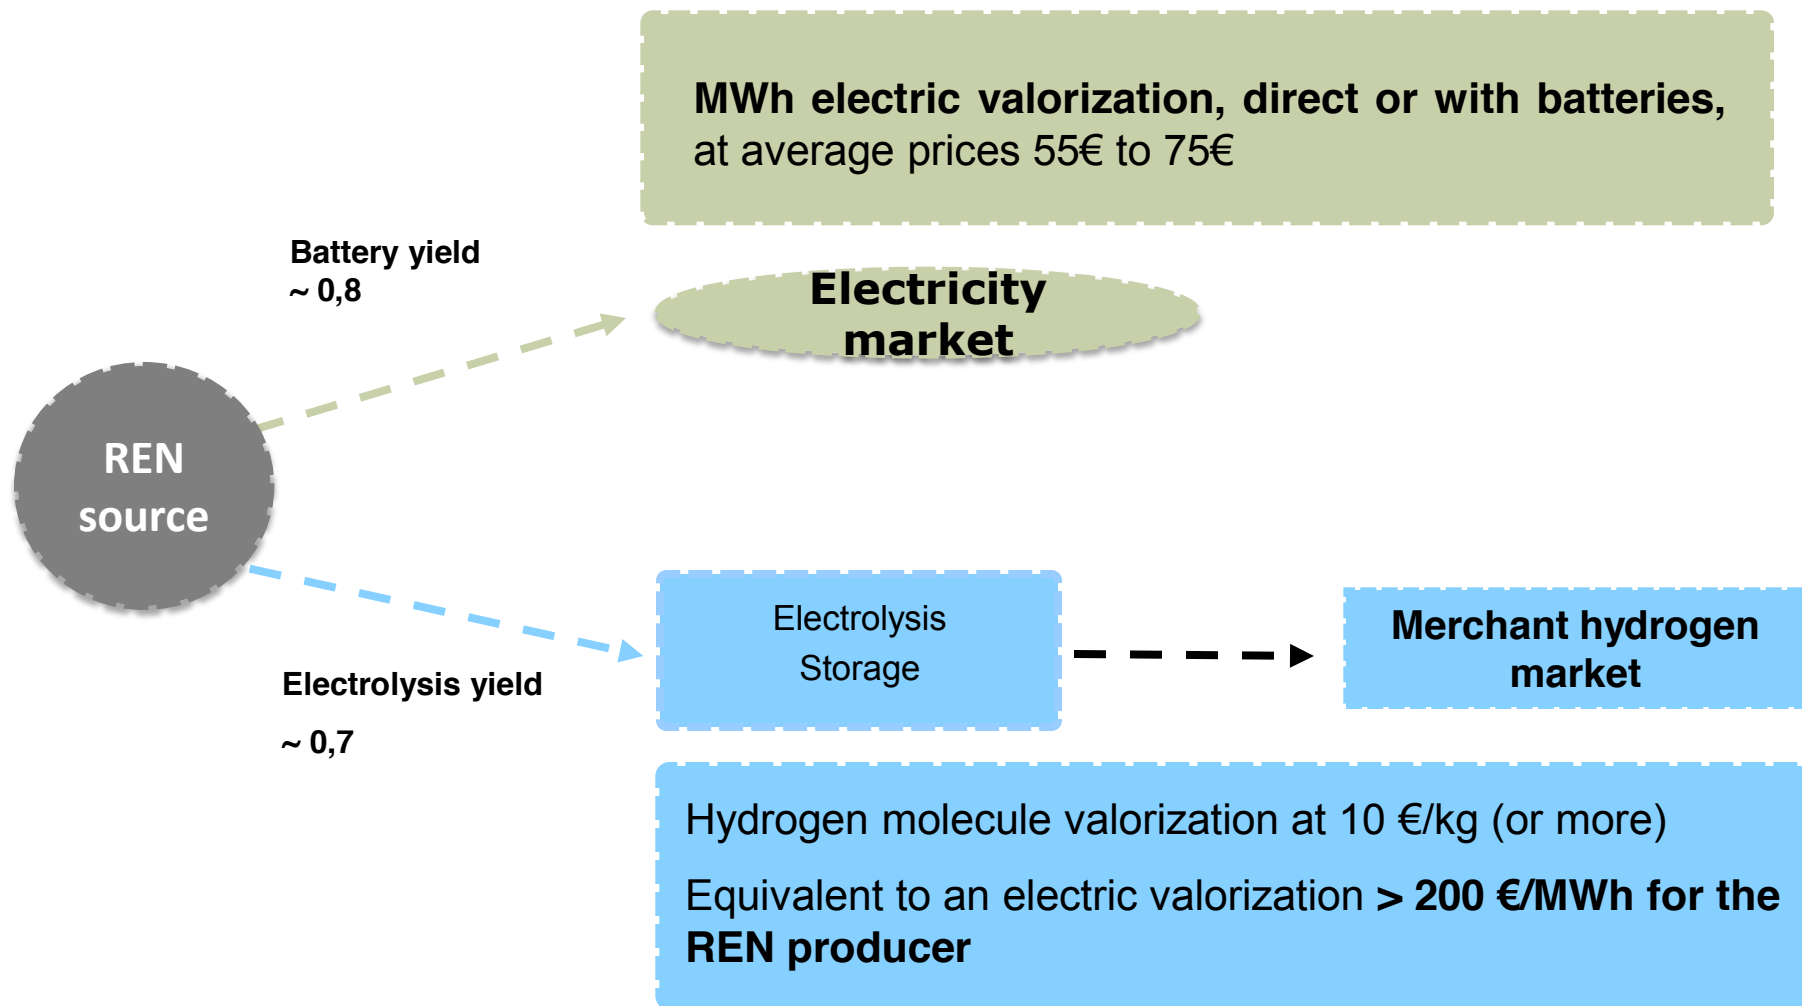 MWh electric valorization, direct or with batteries,
at average prices 55€ to 75€
Battery yield
~ 0,8
Electricity
market
REN
source
Electrolysis
Storage
Merchant hydrogen
market
Electrolysis yield
~ 0,7
Hydrogen molecule valorization at 10 €/kg (or more)
Equivalent to an electric valorization > 200 €/MWh for the
REN producer